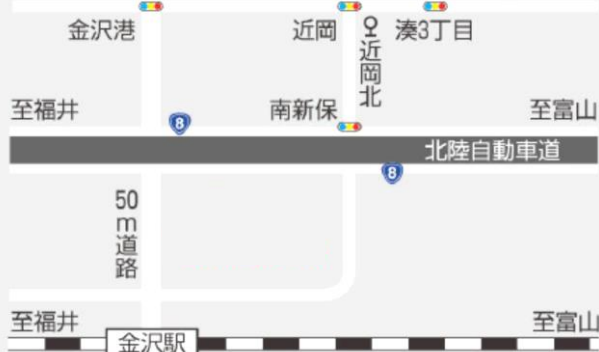 金沢港
近岡
近岡北
湊3丁目
至福井
南新保
至富山
8
北陸自動車道
8
50m道路
至福井
至富山
金沢駅